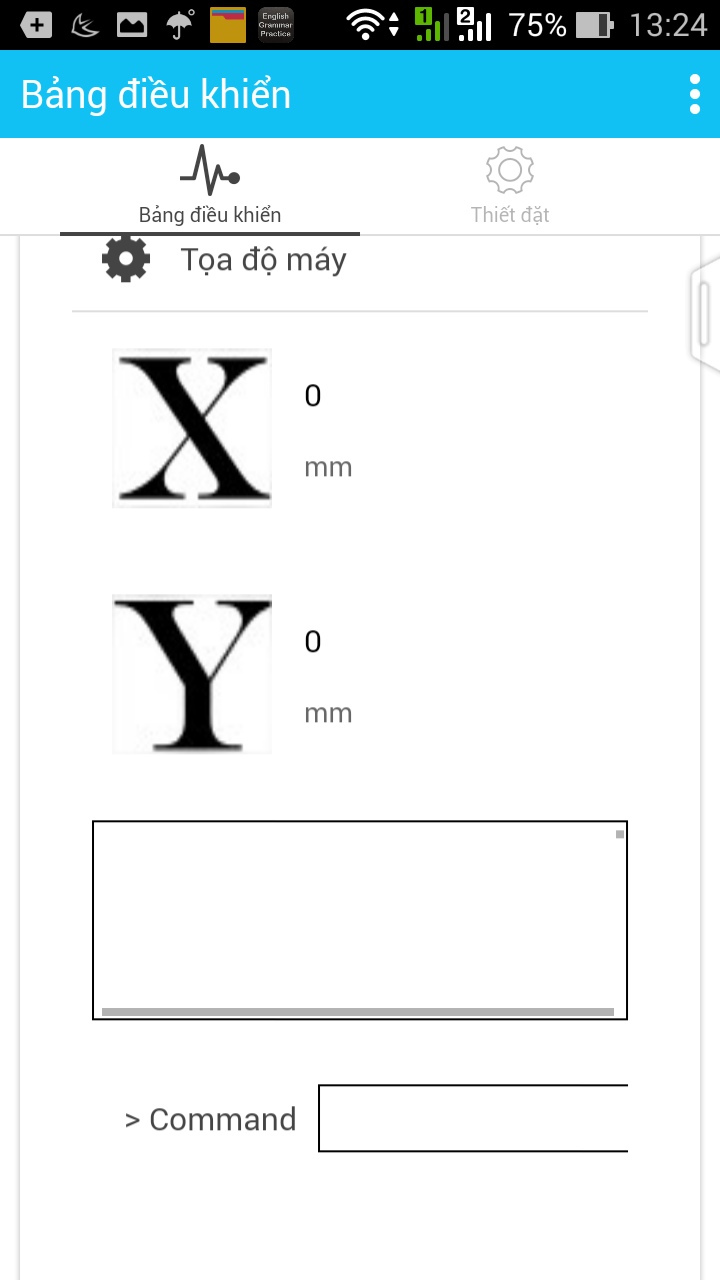 English
Grammar
Practice
1
2
75%
13:24
Bảng điều khiển
Bảng điều khiển
Thiết đặt
Tọa độ máy
X
0
mm
Y
0
mm
> Command